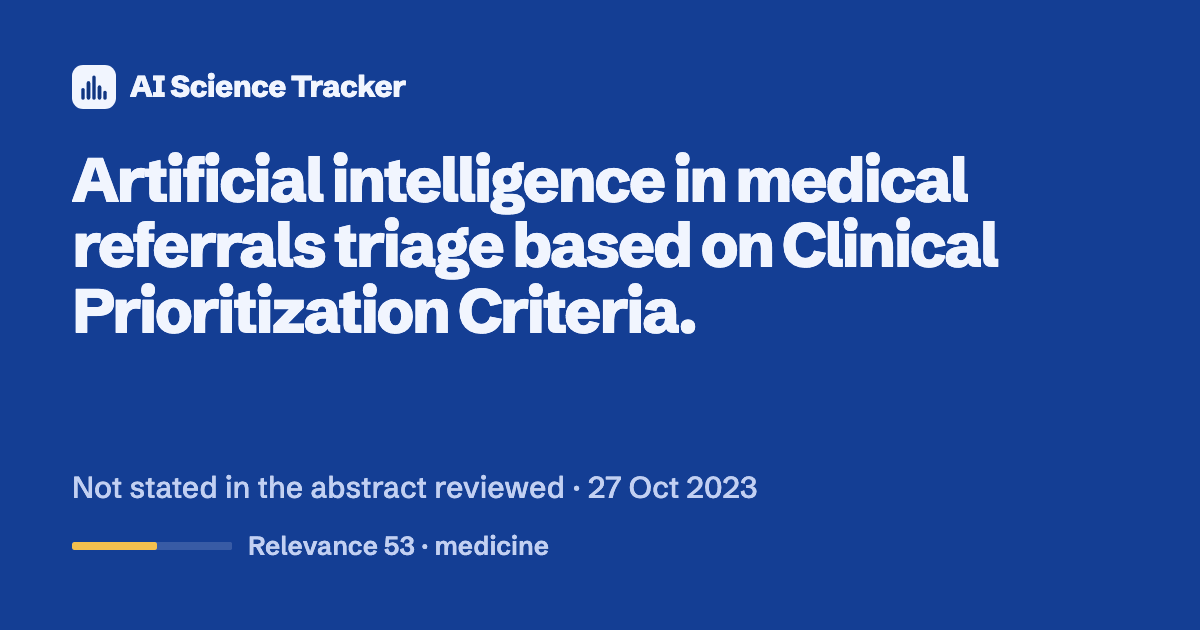 AI Science Tracker
Artificial intelligence in medical
referrals triage based on Clinical
Prioritization Criteria.
Not stated in the abstract reviewed · 27 Oct 2023
Relevance 53 · medicine